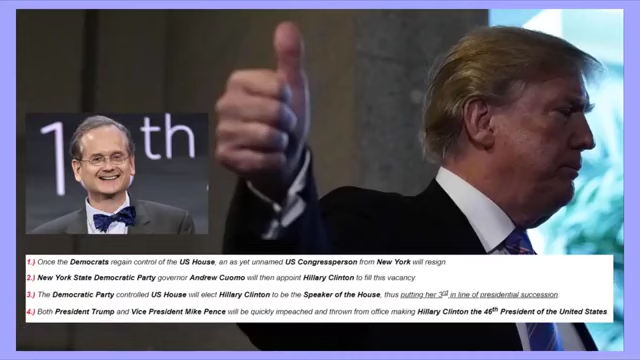 1 th
1.) Once the Democrats regain control of the US House, an as yet unnamed US Congressperson from New York will resign
2.) New York State Democratic Party governor Andrew Cuomo will then appoint Hillary Clinton to fill this vacancy.
3.) The Democratic Party controlled US House will elect Hillary Clinton to be the Speaker of the House, thus putting her 3rd in line of presidential succession
4.) Both President Trump and Vice President Mike Pence will be quickly impeached and thrown from office making Hillary Clinton the 46th President of the United States